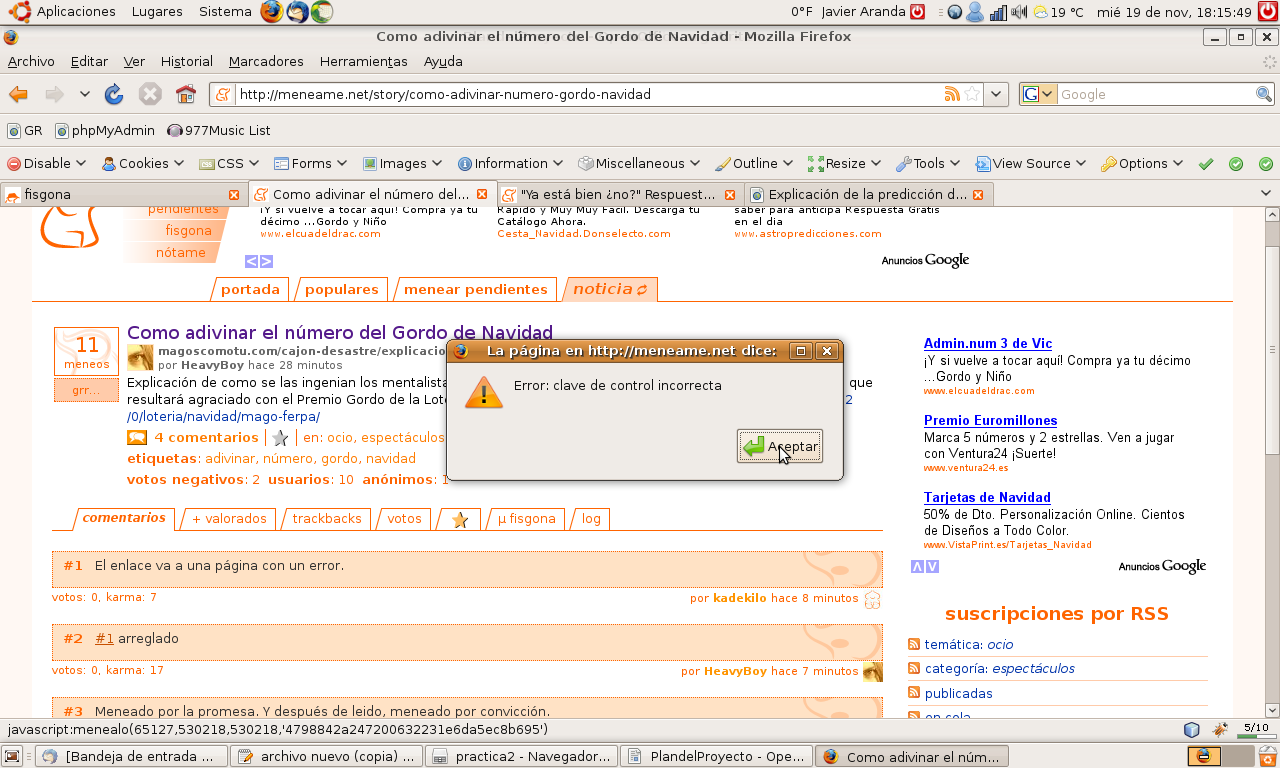 Aplicaciones Lugares Sistema 0°F Javier Aranda 19 °C mié 19 de nov, 18:15:49
Como adivinar el número del Gordo de Navidad - Mozilla Firefox
Archivo Editar Ver Historial Marcadores Herramientas Ayuda
http://meneame.net/story/como-adivinar-numero-gordo-navidad Google
GR phpMyAdmin 977Music List
Disable Cookies CSS Forms Images Information Miscellaneous Outline Resize Tools View Source Options
fisgona Como adivinar el número del... "Ya está bien ¿no?" Respuest... Explicación de la predicción d...
pendientes
fisgona
nótame
¡Y si vuelve a tocar aquí! Compra ya tu
décimo ...Gordo y Niño
www.elcuadeldrac.com
Rápido y Muy Muy Fácil. Descarga tu
Catálogo Ahora.
Cesta_Navidad.Donselecto.com
saber para anticipa Respuesta Gratis
en el dia
www.astropredicciones.com
Anuncios Google
portada populares menear pendientes noticia
11
meneos
grr...
Como adivinar el número del Gordo de Navidad
magoscomotu.com/cajon-desastre/explicacio
por HeavyBoy hace 28 minutos
Explicación de como se las ingenian los mentalista que
resultará agraciado con el Premio Gordo de la Lote 2
/0/loteria/navidad/mago-ferpa/
4 comentarios | en: ocio, espectáculos
etiquetas: adivinar, número, gordo, navidad
votos negativos: 2 usuarios: 10 anónimos: 1
La página en http://meneame.net dice:
Error: clave de control incorrecta
Aceptar
comentarios + valorados trackbacks votos µ fisgona log
#1 El enlace va a una página con un error.
votos: 0, karma: 7 por kadekilo hace 8 minutos
#2 #1 arreglado
votos: 0, karma: 17 por HeavyBoy hace 7 minutos
#3 Meneado por la promesa. Y después de leido, meneado por convicción.
Admin.num 3 de Vic
¡Y si vuelve a tocar aquí! Compra ya tu décimo
...Gordo y Niño
www.elcuadeldrac.com
Premio Euromillones
Marca 5 números y 2 estrellas. Ven a jugar
con Ventura24 ¡Suerte!
www.ventura24.es
Tarjetas de Navidad
50% de Dto. Personalización Online. Cientos
de Diseños a Todo Color.
www.VistaPrint.es/Tarjetas_Navidad
Anuncios Google
suscripciones por RSS
temática: ocio
categoría: espectáculos
publicadas
en cola
javascript:menealo(65127,530218,530218,'4798842a247200632231e6da5ec8b695') 5/10
[Bandeja de entrada ... archivo nuevo (copia) ... practica2 - Navegador... PlandelProyecto - Ope... Como adivinar el núm...